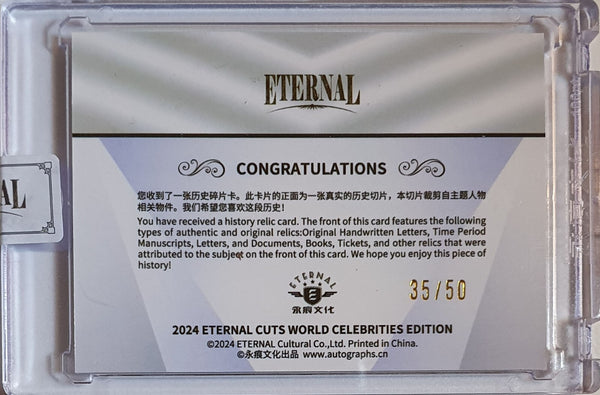 ETERNAL
CONGRATULATIONS
您收到了一张历史碎片卡。此卡片的正面为一张真实的历史切片，本切片裁剪自主题人物
相关物件。我们希望您喜欢这段历史！
You have received a history relic card. The front of this card features the following
types of authentic and original relics:Original Handwritten Letters, Time Period
Manuscripts, Letters, and Documents, Books, Tickets, and other relics that were
attributed to the subject on the front of this card. We hope you enjoy this piece of
history!
AL
ETERNAL
E
永痕文化
35/50
2024 ETERNAL CUTS WORLD CELEBRITIES EDITION
©2024 ETERNAL Cultural Co.,Ltd. Printed in China.
©永痕文化出品 www.autographs.cn